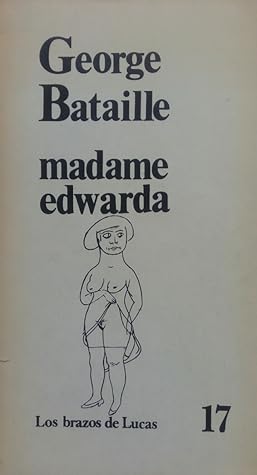 George
Bataille
madame
edwarda
Los brazos de Lucas
17